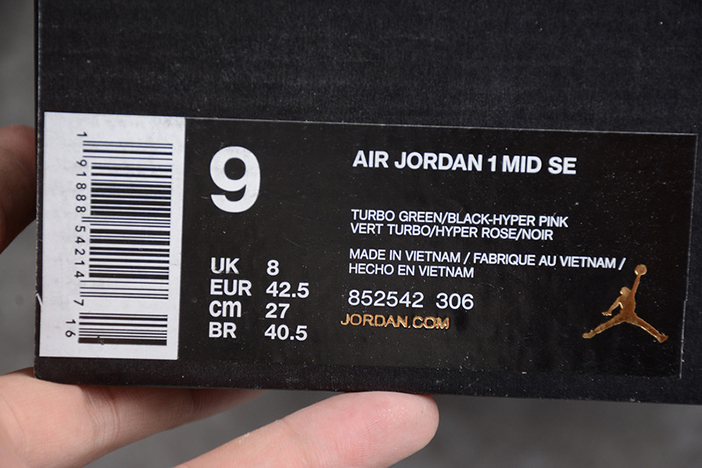 1 91888 54214 7 16
9
AIR JORDAN 1 MID SE
TURBO GREEN/BLACK-HYPER PINK
VERT TURBO/HYPER ROSE/NOIR
MADE IN VIETNAM / FABRIQUE AU VIETNAM /
HECHO EN VIETNAM
UK 8
EUR 42.5
cm 27
BR 40.5
852542 306
JORDAN.COM